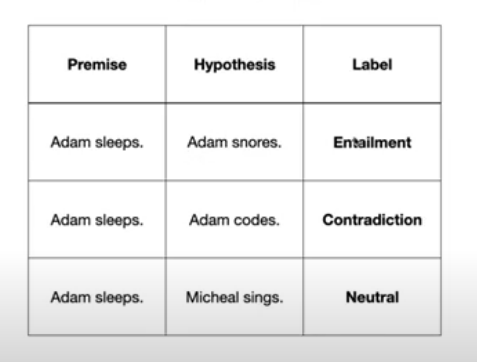 Premise Hypothesis Label
Adam sleeps. Adam snores. Entailment
Adam sleeps. Adam codes. Contradiction
Adam sleeps. Micheal sings. Neutral